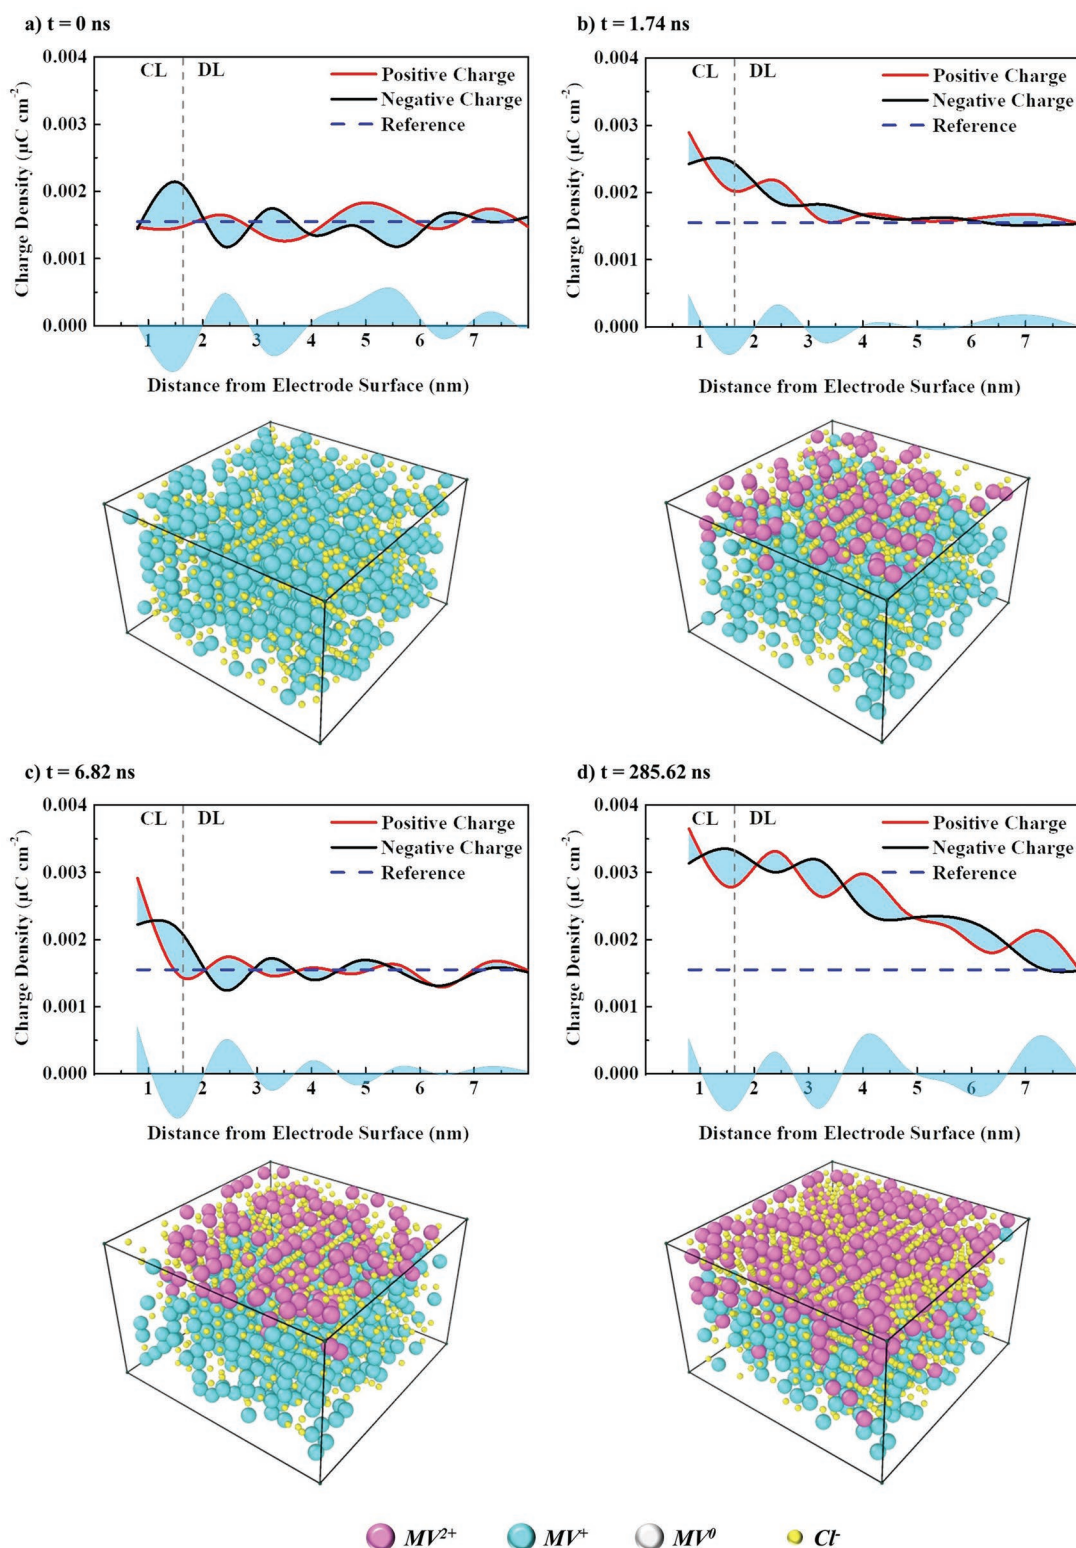 a) t = 0 ns
0.004
0.003
0.002
0.001
0.000
Charge Density (μC cm-2)
CL
DL
Positive Charge
Negative Charge
Reference
1 2 3 4 5 6 7
Distance from Electrode Surface (nm)
b) t = 1.74 ns
0.004
0.003
0.002
0.001
0.000
Charge Density (μC cm-2)
CL
DL
Positive Charge
Negative Charge
Reference
1 2 3 4 5 6 7
Distance from Electrode Surface (nm)
c) t = 6.82 ns
0.004
0.003
0.002
0.001
0.000
Charge Density (μC cm-2)
CL
DL
Positive Charge
Negative Charge
Reference
1 2 3 4 5 6 7
Distance from Electrode Surface (nm)
d) t = 285.62 ns
0.004
0.003
0.002
0.001
0.000
Charge Density (μC cm-2)
CL
DL
Positive Charge
Negative Charge
Reference
1 2 3 4 5 6 7
Distance from Electrode Surface (nm)
MV2+ MV+ MV0 Cl-